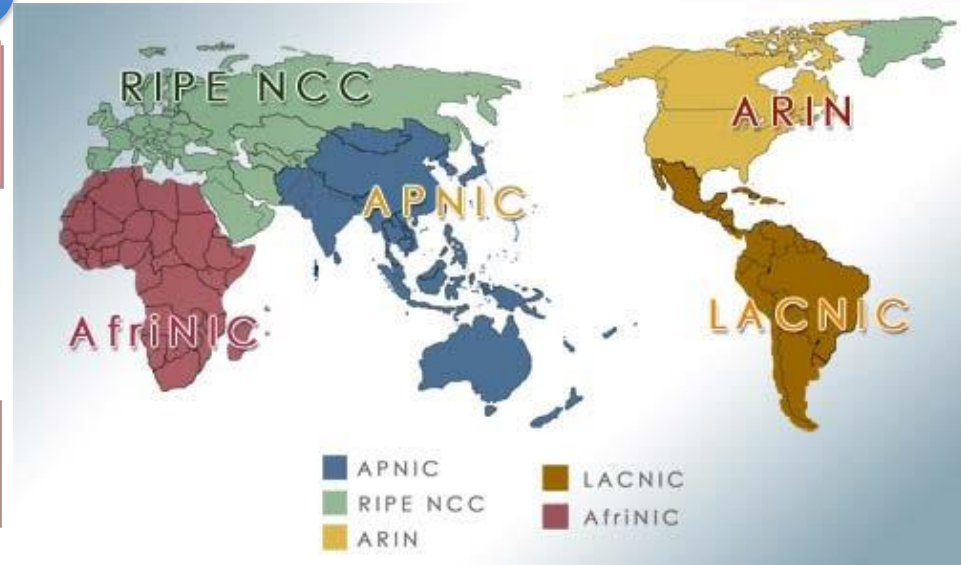 RIPE NCC
ARIN
APNIC
AfriNIC
LACNIC
APNIC
RIPE NCC
ARIN
LACNIC
AfriNIC